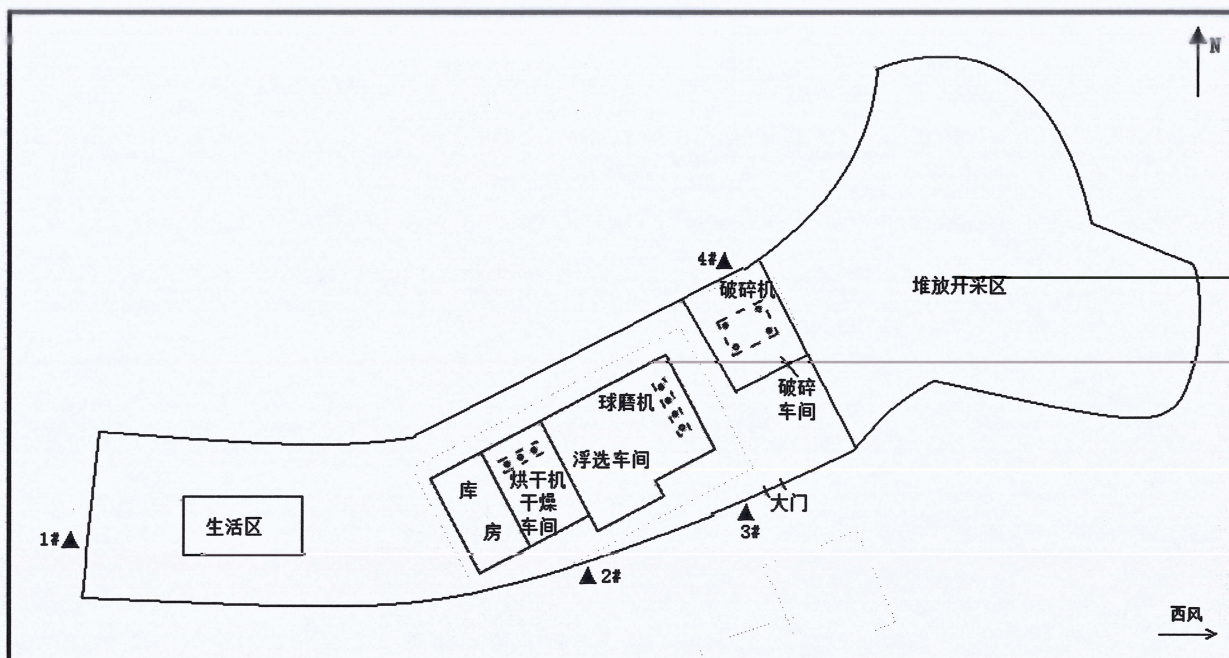 N
4#▲
破碎机
堆放开采区
球磨机
破碎
车间
浮选车间
库
房
烘干机
干燥
车间
大门
生活区
1#▲
3#
▲2#
西风